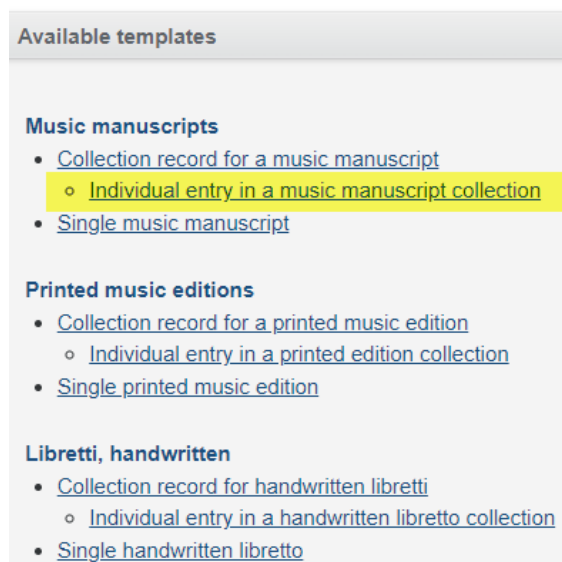 Available templates
Music manuscripts
Collection record for a music manuscript
Individual entry in a music manuscript collection
Single music manuscript
Printed music editions
Collection record for a printed music edition
Individual entry in a printed edition collection
Single printed music edition
Libretti, handwritten
Collection record for handwritten libretti
Individual entry in a handwritten libretto collection
Single handwritten libretto